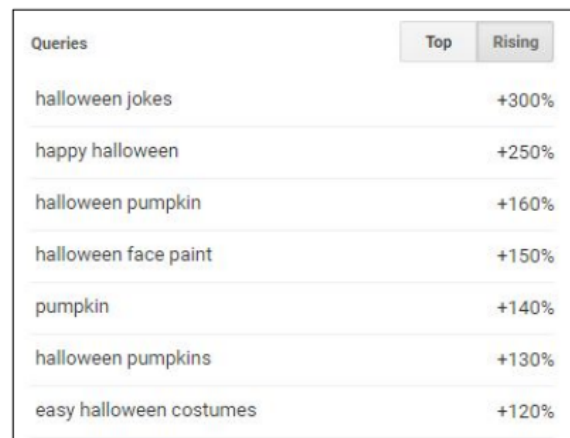 Queries Top Rising
halloween jokes +300%
happy halloween +250%
halloween pumpkin +160%
halloween face paint +150%
pumpkin +140%
halloween pumpkins +130%
easy halloween costumes +120%